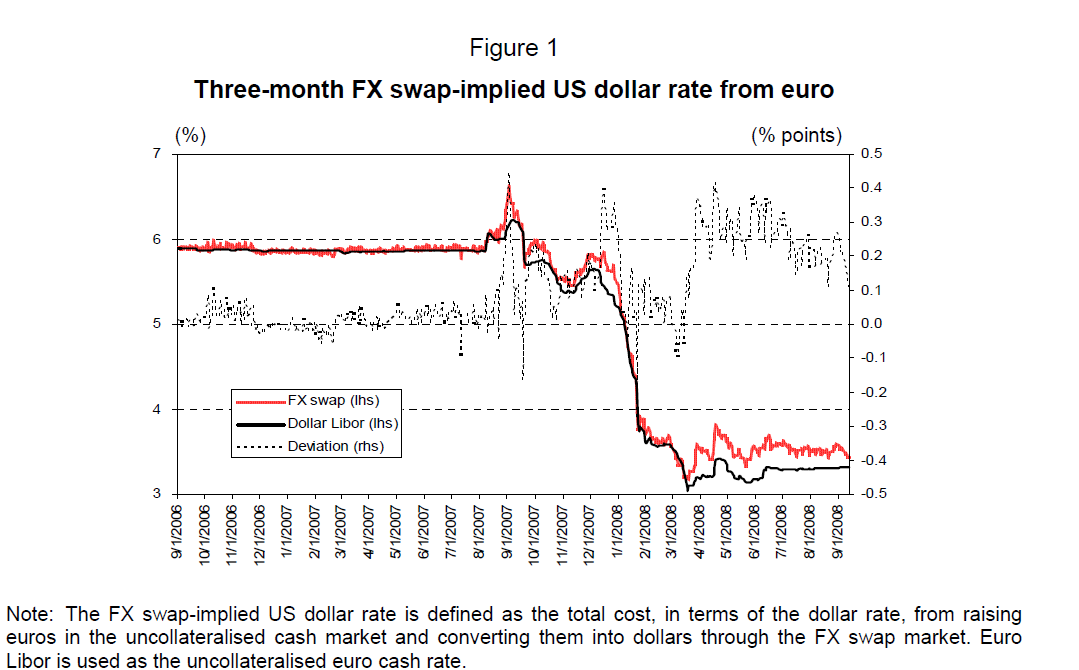 Figure 1
Three-month FX swap-implied US dollar rate from euro
(%) (% points)
7 0.5
0.4
0.3
6
0.2
0.1
5 0.0
-0.1
-0.2
4
-0.3
-0.4
3 -0.5
FX swap (lhs)
Dollar Libor (lhs)
Deviation (rhs)
9/1/2006 10/1/2006 11/1/2006 12/1/2006 1/1/2007 2/1/2007 3/1/2007 4/1/2007 5/1/2007 6/1/2007 7/1/2007 8/1/2007 9/1/2007 10/1/2007 11/1/2007 12/1/2007 1/1/2008 2/1/2008 3/1/2008 4/1/2008 5/1/2008 6/1/2008 7/1/2008 8/1/2008 9/1/2008
Note: The FX swap-implied US dollar rate is defined as the total cost, in terms of the dollar rate, from raising
euros in the uncollateralised cash market and converting them into dollars through the FX swap market. Euro
Libor is used as the uncollateralised euro cash rate.